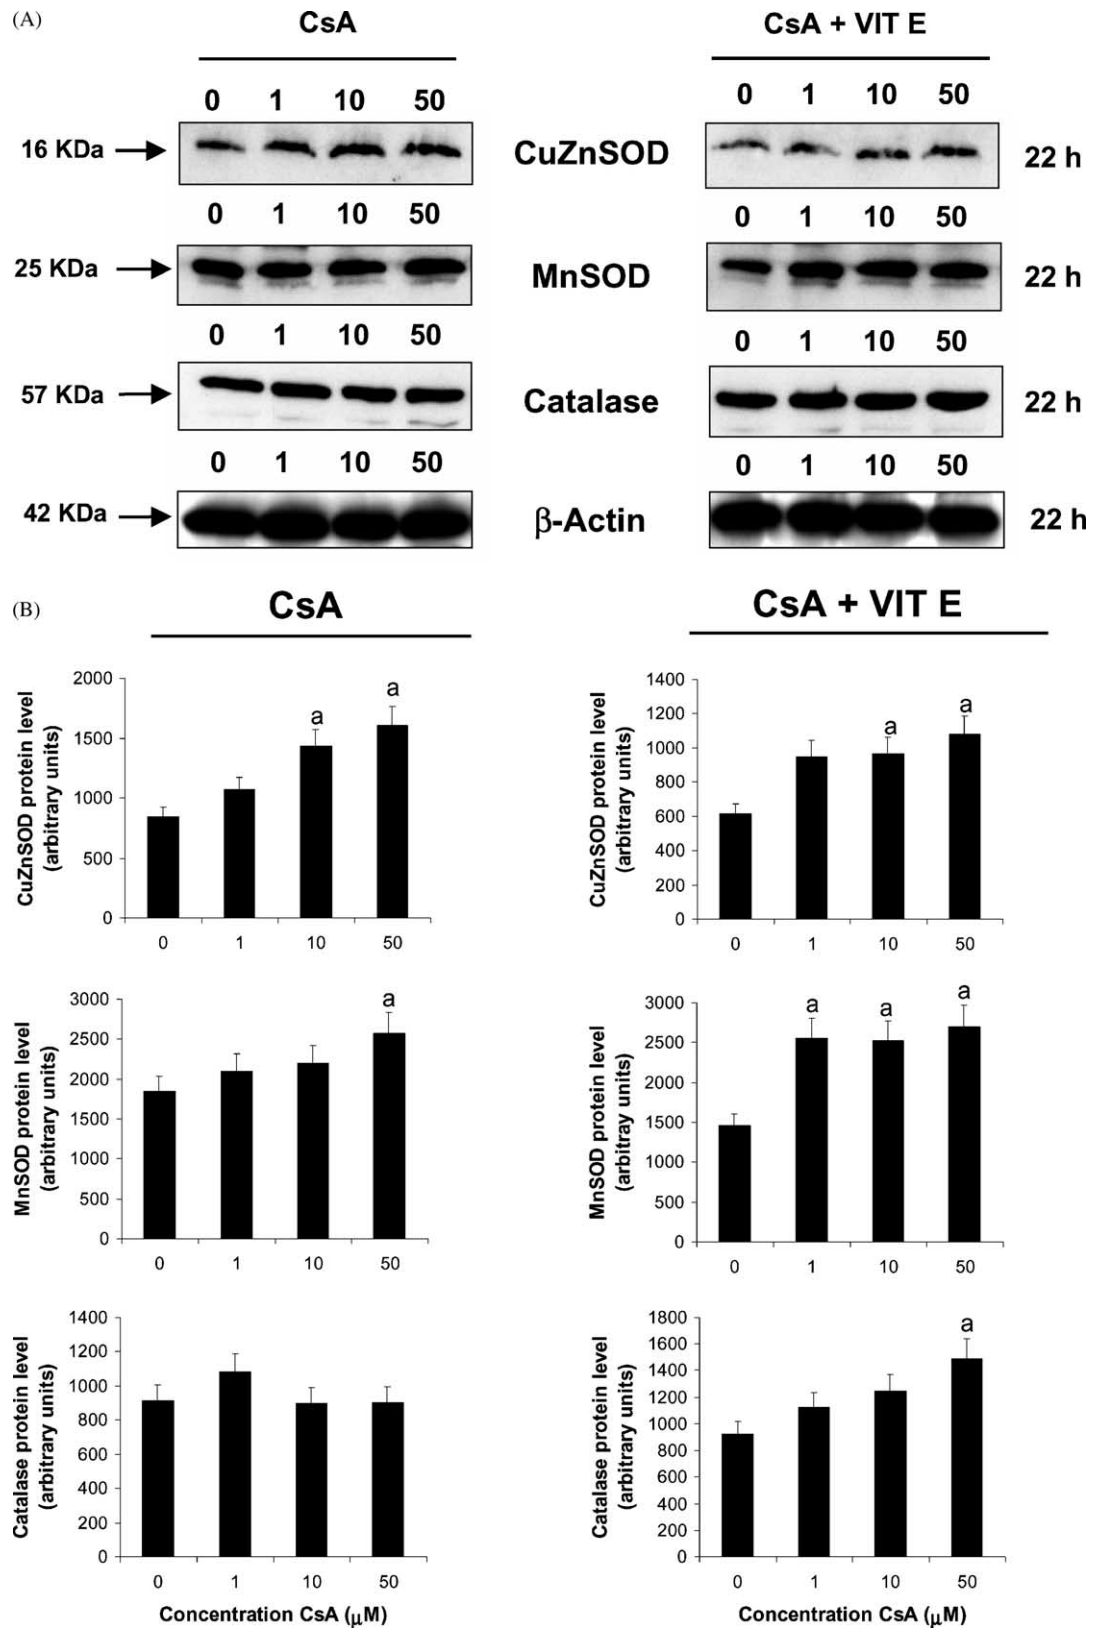 (A)
CsA
CsA + VIT E
0 1 10 50
0 1 10 50
16 KDa
CuZnSOD
22 h
0 1 10 50
0 1 10 50
25 KDa
MnSOD
22 h
0 1 10 50
0 1 10 50
57 KDa
Catalase
22 h
0 1 10 50
0 1 10 50
42 KDa
β-Actin
22 h
(B)
CsA
CsA + VIT E
CuZnSOD protein level
(arbitrary units)
2000
1500
1000
500
0
a
a
0 1 10 50
CuZnSOD protein level
(arbitrary units)
1400
1200
1000
800
600
400
200
0
a
a
0 1 10 50
MnSOD protein level
(arbitrary units)
3000
2500
2000
1500
1000
500
0
a
0 1 10 50
MnSOD protein level
(arbitray units)
3000
2500
2000
1500
1000
500
0
a
a
a
0 1 10 50
Catalase protein level
(arbitrary units)
1400
1200
1000
800
600
400
200
0
0 1 10 50
Concentration CsA (μM)
Catalase protein level
(arbitrary units)
1800
1600
1400
1200
1000
800
600
400
200
0
a
0 1 10 50
Concentration CsA (μM)